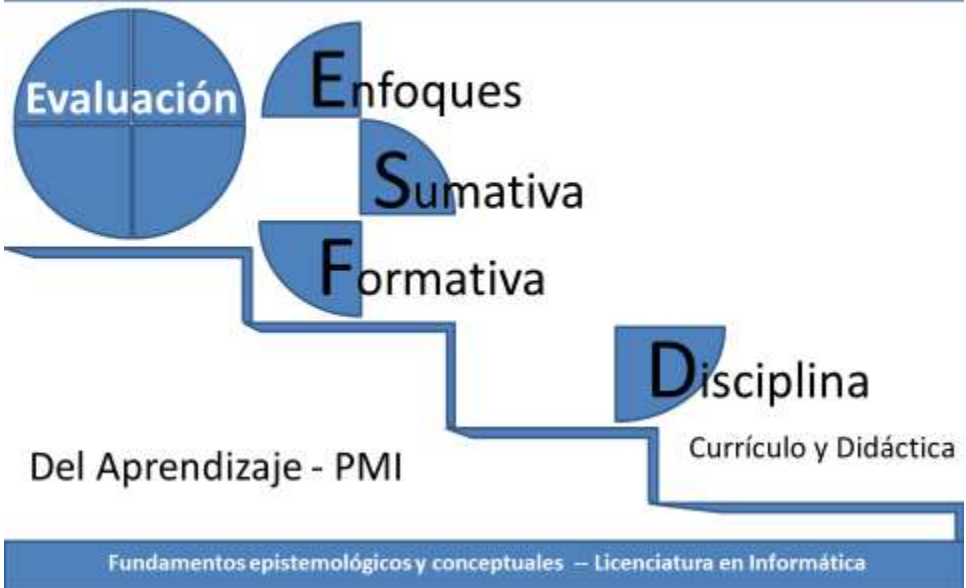 Evaluación
Enfoques
Sumativa
Formativa
Disciplina
Currículo y Didáctica
Del Aprendizaje - PMI
Fundamentos epistemológicos y conceptuales – Licenciatura en Informática